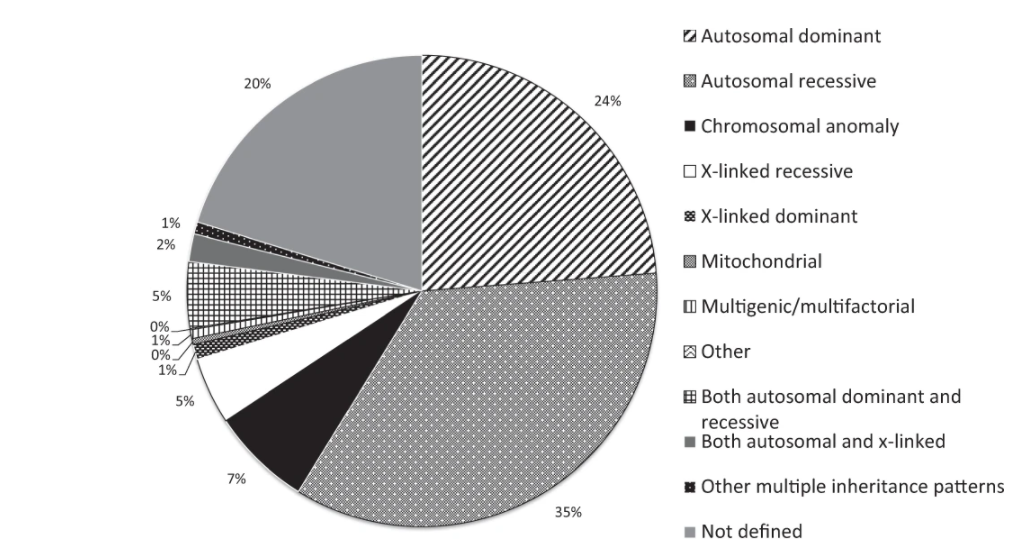 20%
24%
1%
2%
5%
0%
1%
0%
1%
5%
7%
35%
Autosomal dominant
Autosomal recessive
Chromosomal anomaly
X-linked recessive
X-linked dominant
Mitochondrial
Multigenic/multifactorial
Other
Both autosomal dominant and
recessive
Both autosomal and x-linked
Other multiple inheritance patterns
Not defined